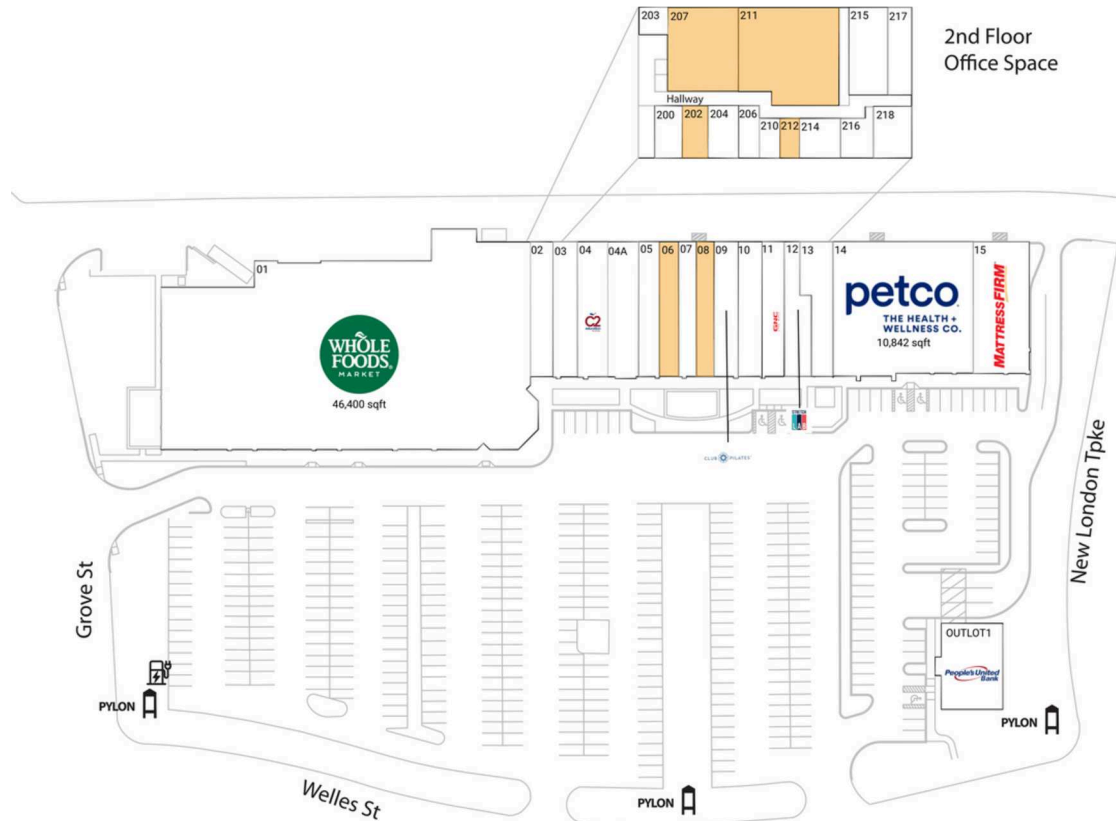 203
207
211
215
217
2nd Floor
Office Space
Hallway
200
202
204
206
210
212
214
216
218
01
02
03
04
04A
05
06
07
08
09
10
11
12
13
14
15
WHOLE
FOODS
MARKET
46,400 sqft
C2
GNC
petco
THE HEALTH +
WELLNESS CO.
10,842 sqft
MATTRESSFIRM
CLUB PILATES
Grove St
New London Tpke
OUTLOT1
People's United
Bank
PYLON
PYLON
PYLON
Welles St